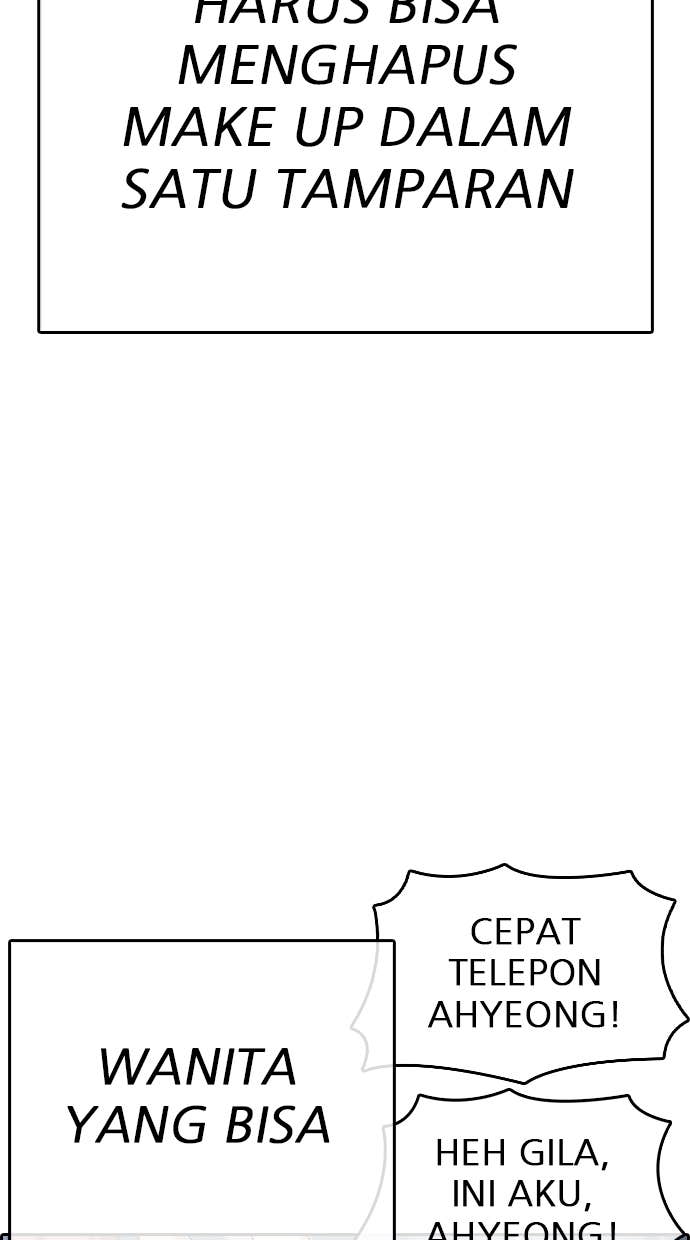 HARUS BISA
MENGHAPUS
MAKE UP DALAM
SATU TAMPARAN
CEPAT
TELEPON
AHYEONG!
WANITA
YANG BISA
HEH GILA,
INI AKU,
AHYEONG!